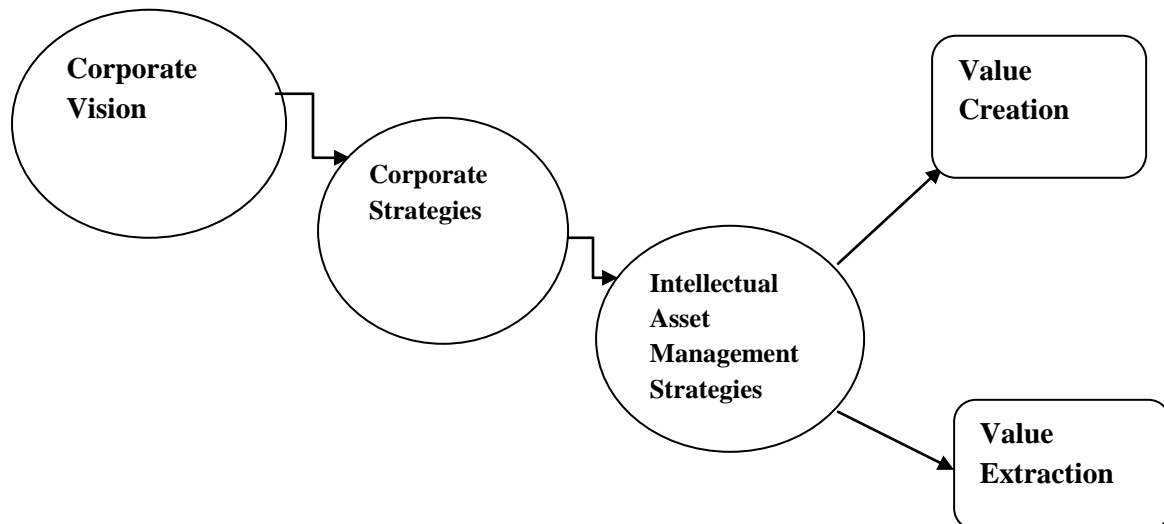 Corporate
Vision
Corporate
Strategies
Intellectual
Asset
Management
Strategies
Value
Creation
Value
Extraction